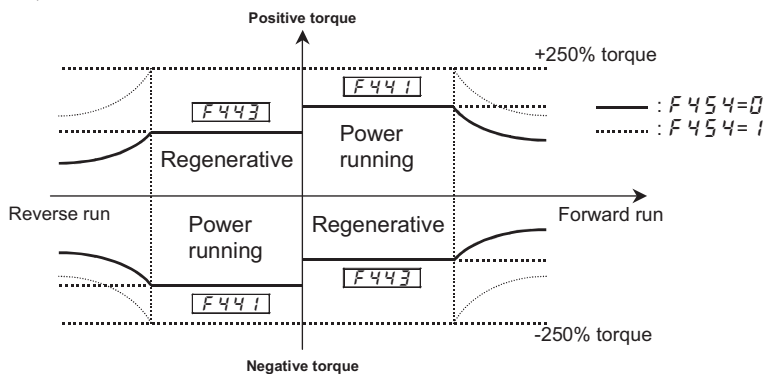 Positive torque
+250% torque
F441
F443
: F454=0
: F454=1
Power
running
Regenerative
Reverse run
Forward run
Power
running
Regenerative
F443
F441
-250% torque
Negative torque